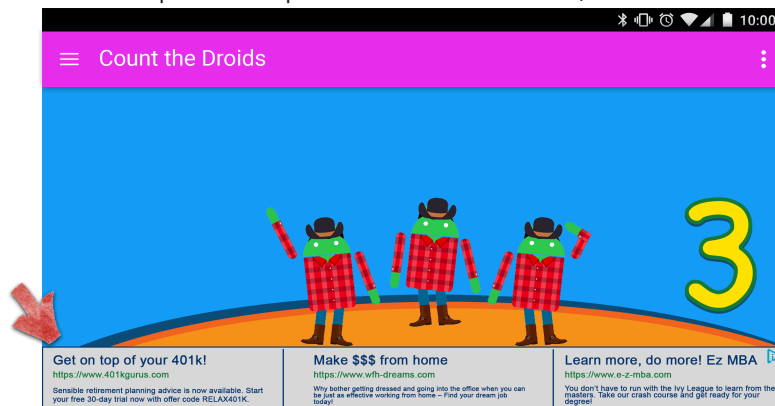 10:00
Count the Droids
3
Get on top of your 401k!
https://www.401kgurus.com
Sensible retirement planning advice is now available. Start
your free 30-day trial now with offer code RELAX401K.
Make $$$ from home
https://www.wfh-dreams.com
Why bother getting dressed and going into the office when you can
be just as effective working from home – Find your dream job
today!
Learn more, do more! Ez MBA
https://www.e-z-mba.com
You don't have to run with the Ivy League to learn from the
masters. Take our crash course and get ready for your
degree!